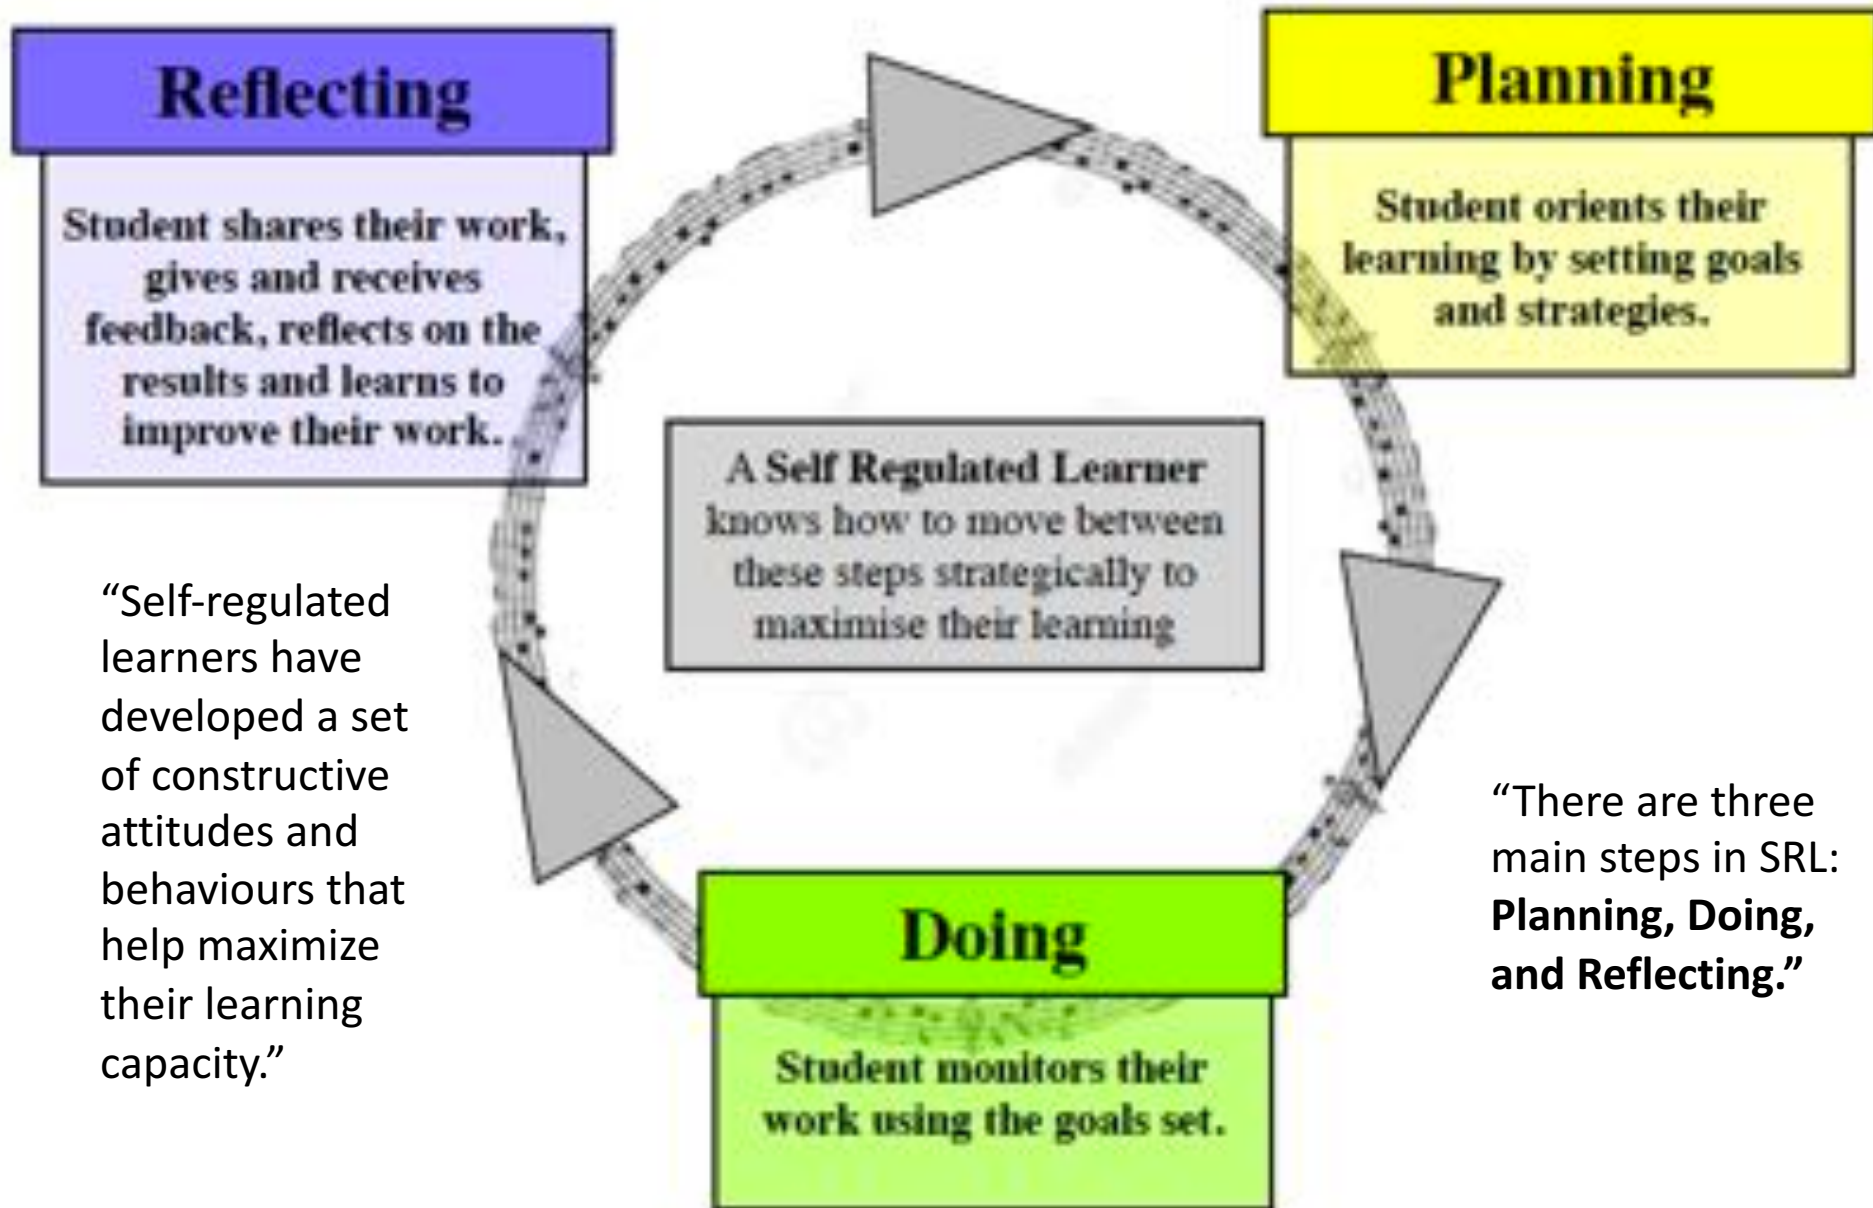 Reflecting
Student shares their work,
gives and receives
feedback, reflects on the
results and learns to
improve their work.
Planning
Student orients their
learning by setting goals
and strategies.
A Self Regulated Learner
knows how to move between
these steps strategically to
maximise their learning
“Self-regulated
learners have
developed a set
of constructive
attitudes and
behaviours that
help maximize
their learning
capacity.”
“There are three
main steps in SRL:
Planning, Doing,
and Reflecting.”
Doing
Student monitors their
work using the goals set.